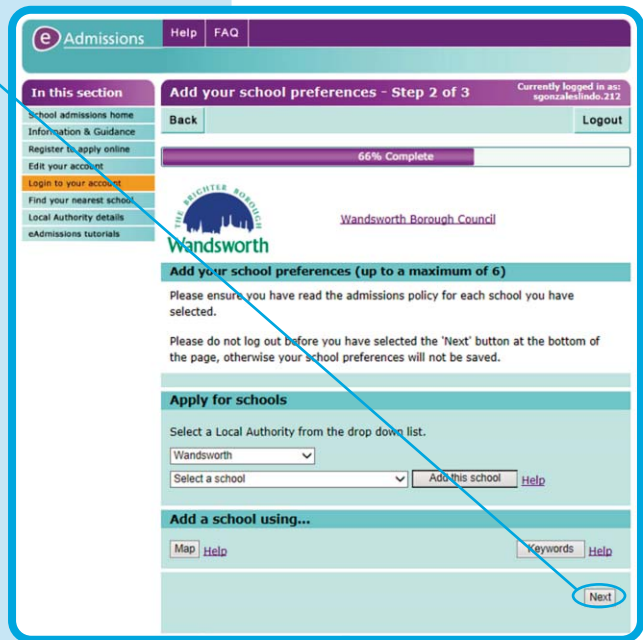 e Admissions
Help FAQ
In this section
School admissions home
Information & Guidance
Register to apply online
Edit your account
Login to your account
Find your nearest school
Local Authority details
eAdmissions tutorials
Add your school preferences - Step 2 of 3
Currently logged in as:
sgonzaleslindo.212
Back
Logout
66% Complete
THE BRIGHTER BOROUGH
Wandsworth
Wandsworth Borough Council
Add your school preferences (up to a maximum of 6)
Please ensure you have read the admissions policy for each school you have
selected.
Please do not log out before you have selected the 'Next' button at the bottom of
the page, otherwise your school preferences will not be saved.
Apply for schools
Select a Local Authority from the drop down list.
Wandsworth
Select a school
Add this school Help
Add a school using...
Map Help
Keywords Help
Next